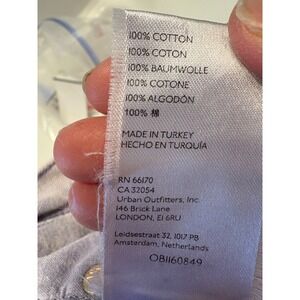 100% COTTON
100% COTON
100% BAUMWOLLE
100% COTONE
100% ALGODÓN
100% 棉
MADE IN TURKEY
HECHO EN TURQUÍA
RN 66170
CA 32054
Urban Outfitters, Inc.
146 Brick Lane
LONDON, E1 6RU
Leidsestraat 32, 1017 PB
Amsterdam, Netherlands
OB1160849